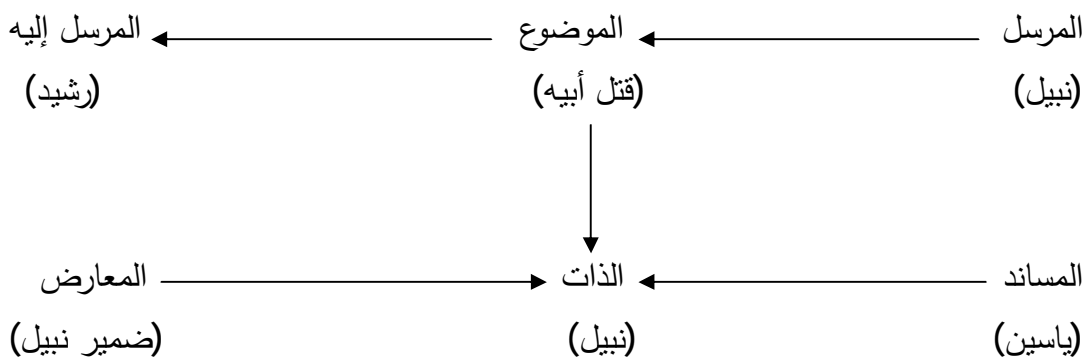 المرسل الموضوع المرسل إليه
(نبيل) (قتل أبيه) (رشيد)
المساند الذات المعارض
(ياسين) (نبيل) (ضمير نبيل)